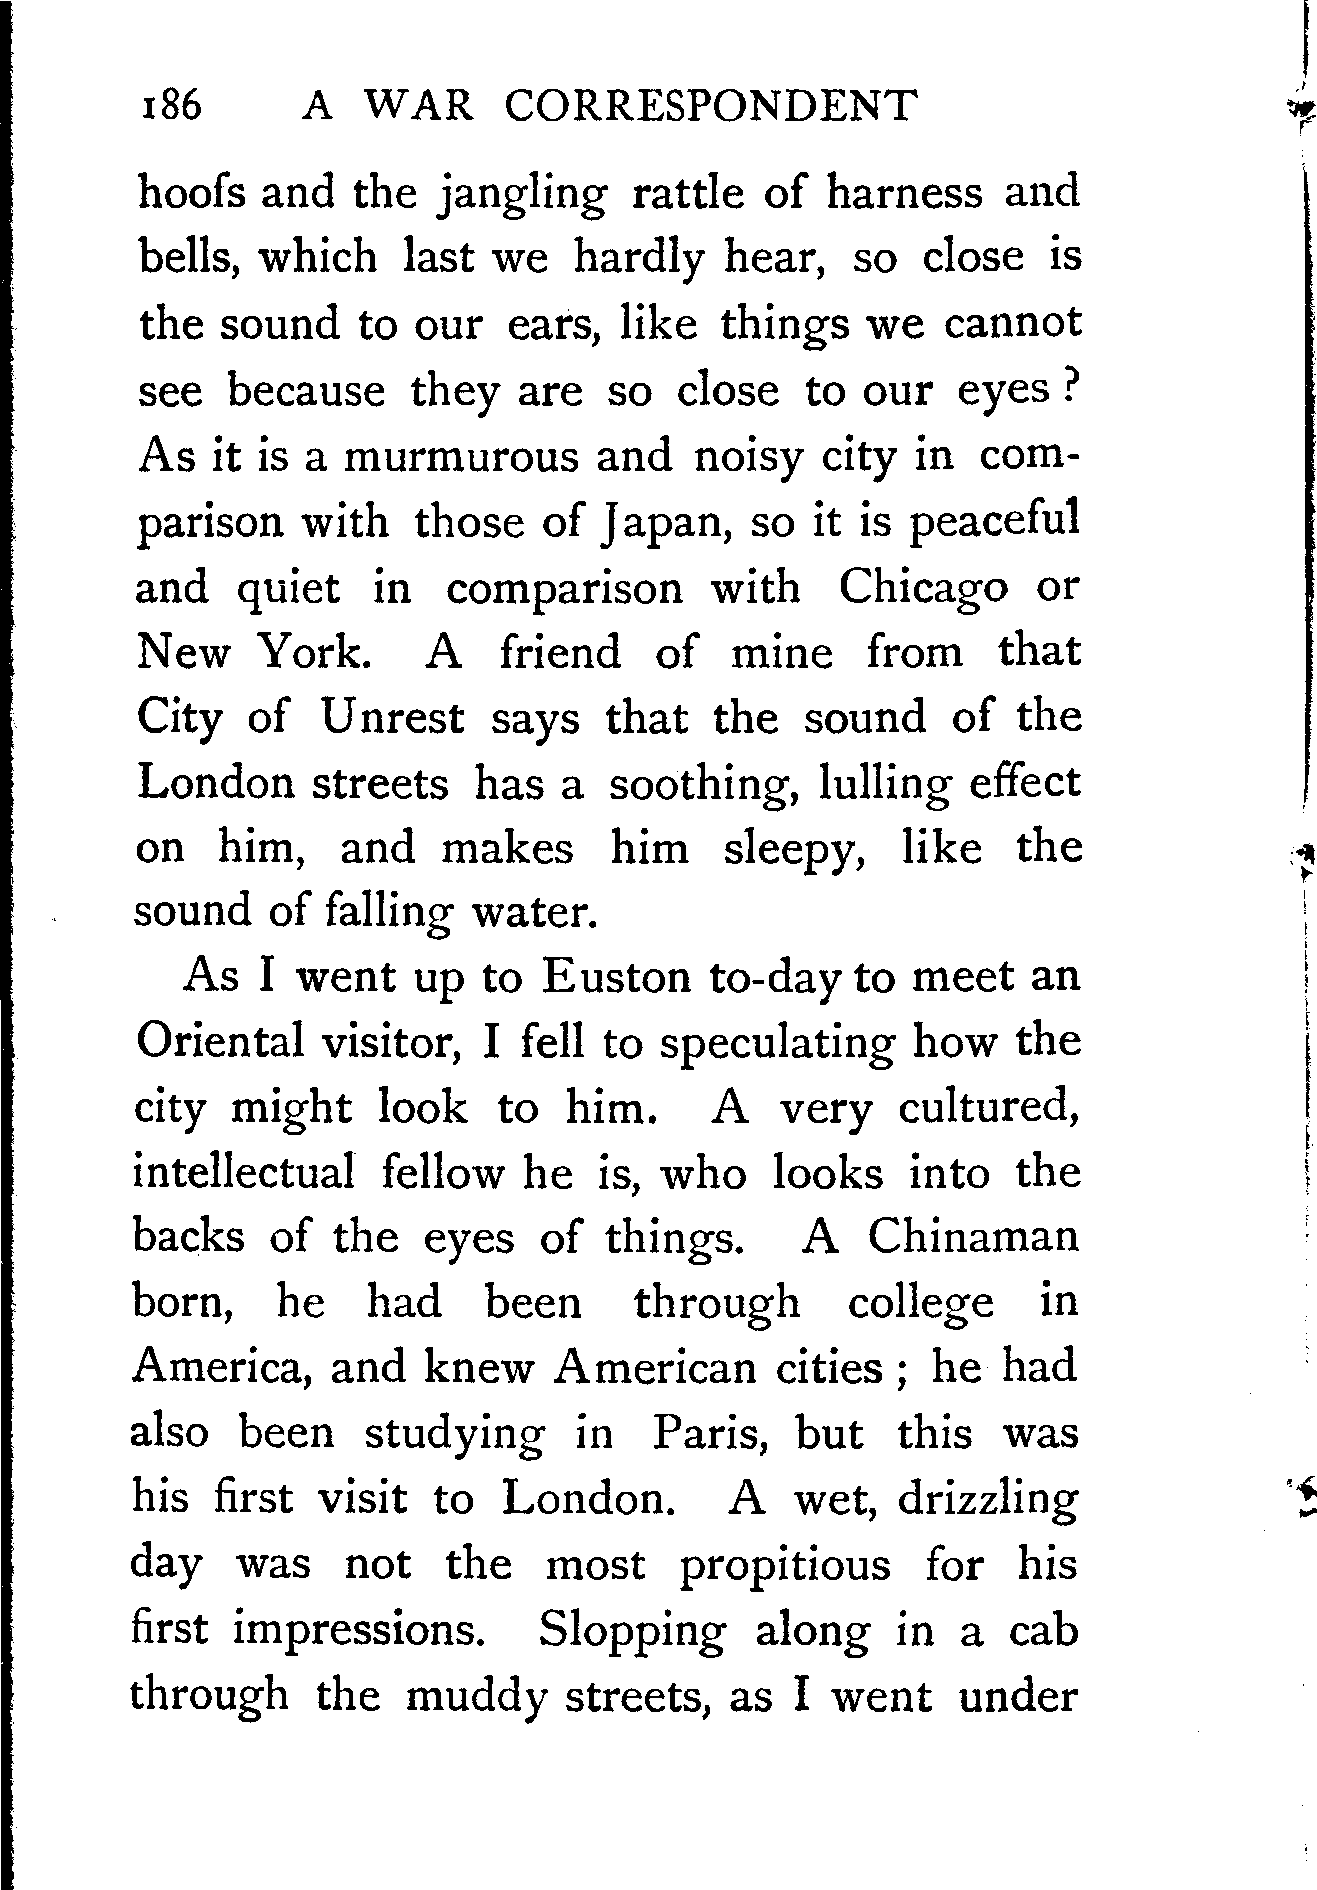 186 A WAR CORRESPONDENT
hoofs and the jangling rattle of harness and
bells, which last we hardly hear, so close is
the sound to our ears, like things we cannot
see because they are so close to our eyes ?
As it is a murmurous and noisy city in com-
parison with those of Japan, so it is peaceful
and quiet in comparison with Chicago or
New York. A friend of mine from that
City of Unrest says that the sound of the
London streets has a soothing, lulling effect
on him, and makes him sleepy, like the
sound of falling water.
As I went up to Euston to-day to meet an
Oriental visitor, I fell to speculating how the
city might look to him. A very cultured,
intellectual fellow he is, who looks into the
backs of the eyes of things. A Chinaman
born, he had been through college in
America, and knew American cities ; he had
also been studying in Paris, but this was
his first visit to London. A wet, drizzling
day was not the most propitious for his
first impressions. Slopping along in a cab
through the muddy streets, as I went under